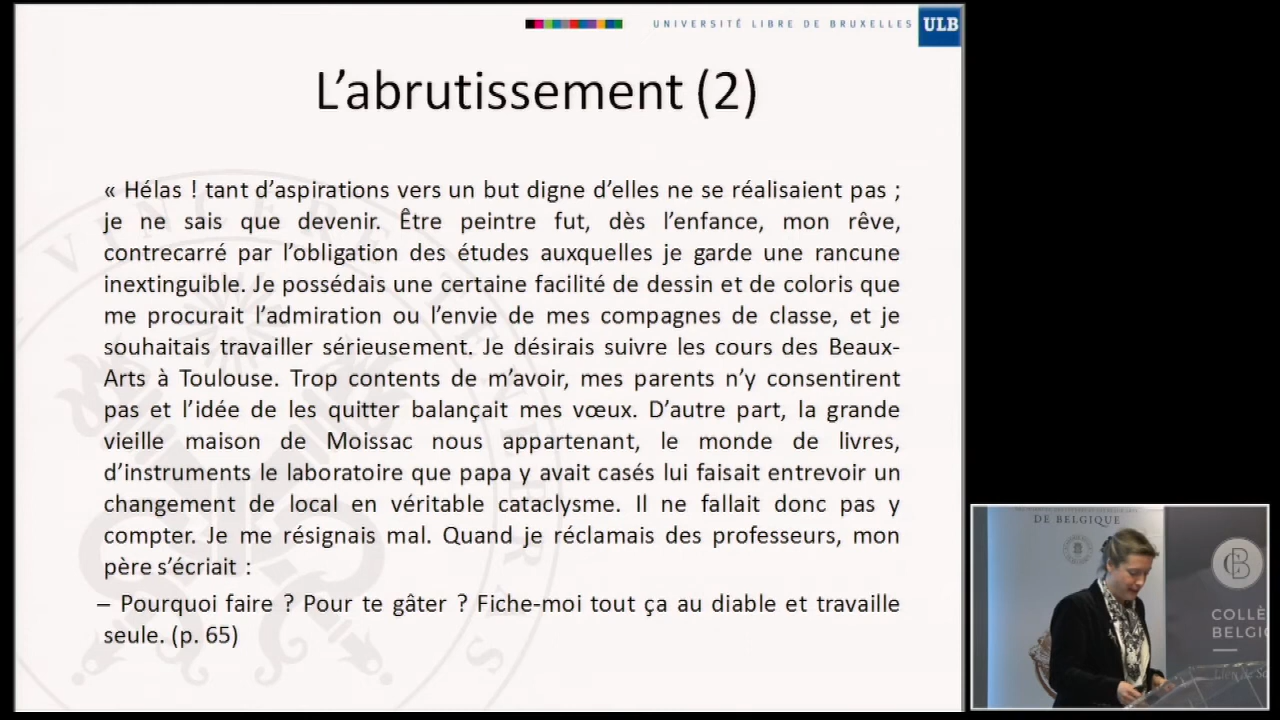 UNIVERSITÉ LIBRE DE BRUXELLES
ULB
L’abrutissement (2)
« Hélas ! tant d’aspirations vers un but digne d’elles ne se réalisaient pas ;
je ne sais que devenir. Être peintre fut, dès l’enfance, mon rêve,
contrecarré par l’obligation des études auxquelles je garde une rancune
inextinguible. Je possédais une certaine facilité de dessin et de coloris que
me procurait l’admiration ou l’envie de mes compagnes de classe, et je
souhaitais travailler sérieusement. Je désirais suivre les cours des Beaux-
Arts à Toulouse. Trop contents de m’avoir, mes parents n’y consentirent
pas et l’idée de les quitter balançait mes vœux. D’autre part, la grande
vieille maison de Moissac nous appartenant, le monde de livres,
d’instruments le laboratoire que papa y avait casés lui faisait entrevoir un
changement de local en véritable cataclysme. Il ne fallait donc pas y
compter. Je me résignais mal. Quand je réclamais des professeurs, mon
père s’écriait :
– Pourquoi faire ? Pour te gâter ? Fiche-moi tout ça au diable et travaille
seule. (p. 65)
DE BELGIQUE
COLLÈ
BELGI